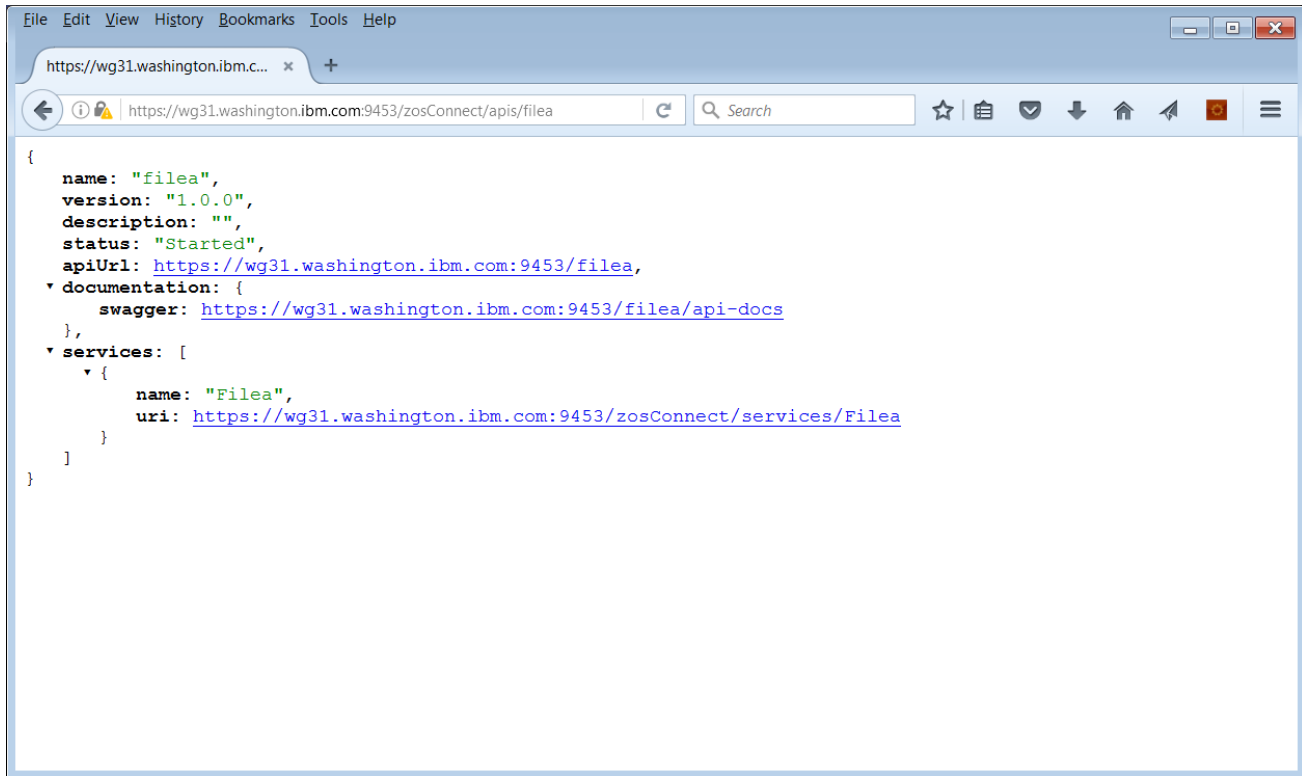 File Edit View History Bookmarks Tools Help
https://wg31.washington.ibm.c...
https://wg31.washington.ibm.com:9453/zosConnect/apis/filea
Search
{
name: "filea",
version: "1.0.0",
description: "",
status: "Started",
apiUrl: https://wg31.washington.ibm.com:9453/filea,
documentation: {
swagger: https://wg31.washington.ibm.com:9453/filea/api-docs
},
services: [
{
name: "Filea",
uri: https://wg31.washington.ibm.com:9453/zosConnect/services/Filea
}
]
}